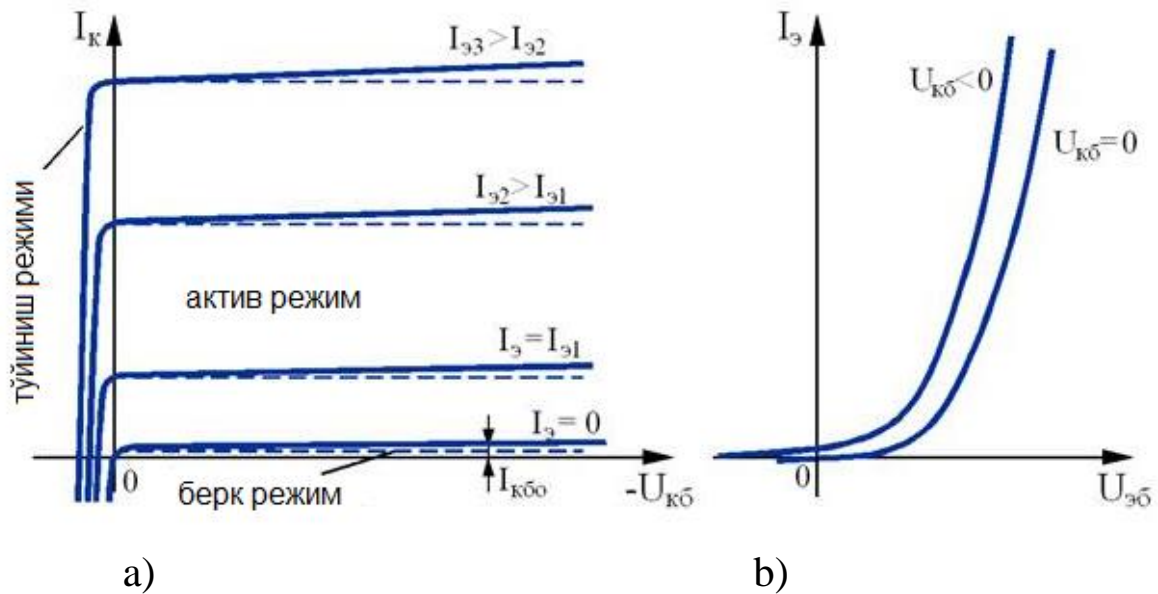 Iк
Iэ3>Iэ2
тўйиниш режими
Iэ2>Iэ1
актив режим
Iэ=Iэ1
Iэ= 0
0
Iкбо
-Uкб
берк режим
a)
Iэ
Uкб<0
Uкб=0
0
Uэб
b)